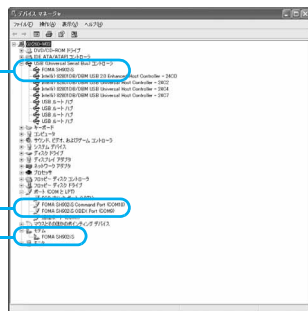 デバイス マネージャ
ファイル(F) 操作(A) 表示(V) ヘルプ(H)
DVD/CD-ROM ドライブ
IDE ATA/ATAPI コントローラ
USB (Universal Serial Bus) コントローラ
FOMA SH902iS
Intel(R) 82801DB/DBM USB 2.0 Enhanced Host Controller - 24CD
Intel(R) 82801DB/DBM USB Universal Host Controller - 24C2
Intel(R) 82801DB/DBM USB Universal Host Controller - 24C4
Intel(R) 82801DB/DBM USB Universal Host Controller - 24C7
USB ルート ハブ
USB ルート ハブ
USB ルート ハブ
USB ルート ハブ
キーボード
コンピュータ
サウンド、ビデオ、およびゲーム コントローラ
システム デバイス
ディスク ドライブ
ディスプレイ アダプタ
ネットワーク アダプタ
プロセッサ
フロッピー ディスク コントローラ
フロッピー ディスク ドライブ
ポート (COM と LPT)
FOMA SH902iS Command Port
FOMA SH902iS OBEX Port
マウスとそのほかのポインティング デバイス
モデム
FOMA SH902iS
モニタ